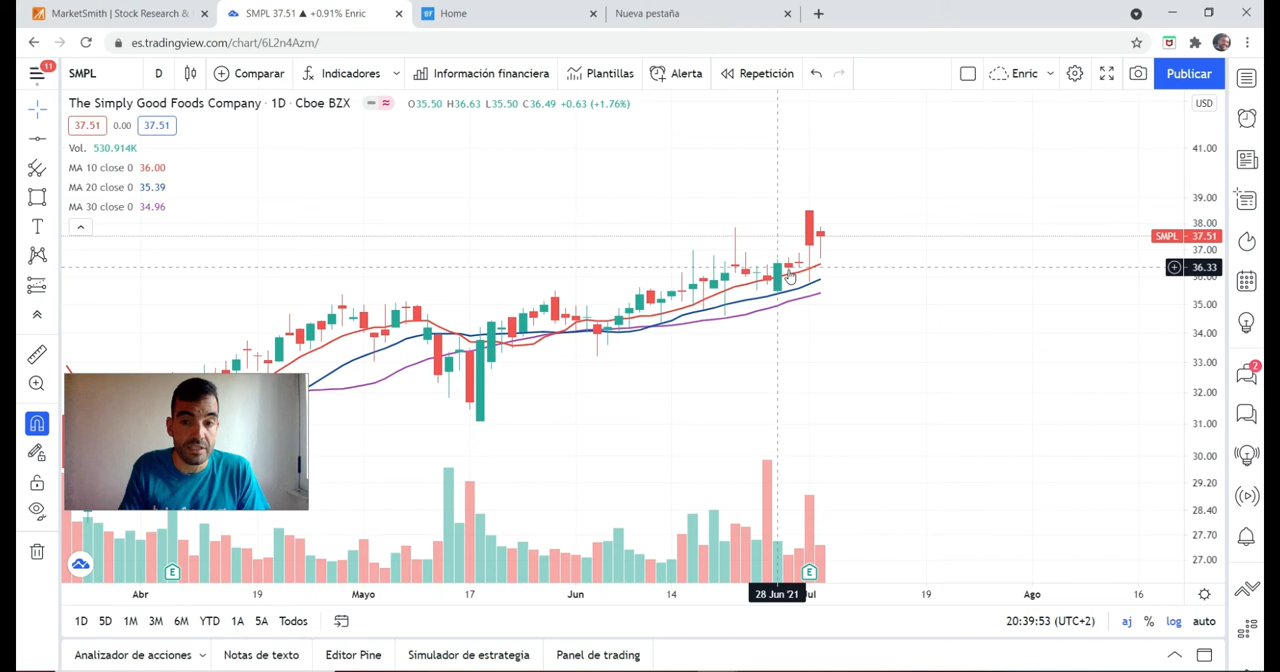 MarketSmith | Stock Research &
SMPL 37.51 ▲ +0.91% Enric
BT Home
Nueva pestaña
es.tradingview.com/chart/6L2n4Azm/
11
SMPL
D
Comparar
Indicadores
Información financiera
Plantillas
Alerta
Repetición
Enric
Publicar
The Simply Good Foods Company · 1D · Cboe BZX
O35.50 H36.63 L35.50 C36.49 +0.63 (+1.76%)
USD
37.51 0.00 37.51
Vol. 530.914K
MA 10 close 0 36.00
MA 20 close 0 35.39
MA 30 close 0 34.96
41.00
39.00
38.00
SMPL 37.51
37.00
36.33
36.00
35.00
34.00
33.00
32.00
31.00
30.00
29.20
28.40
27.70
27.00
T
2
E
E
Abr 19 Mayo 17 Jun 14 28 Jun '21 Jul 19 Ago 16
1D 5D 1M 3M 6M YTD 1A 5A Todos
20:39:53 (UTC+2) aj % log auto
Analizador de acciones
Notas de texto
Editor Pine
Simulador de estrategia
Panel de trading